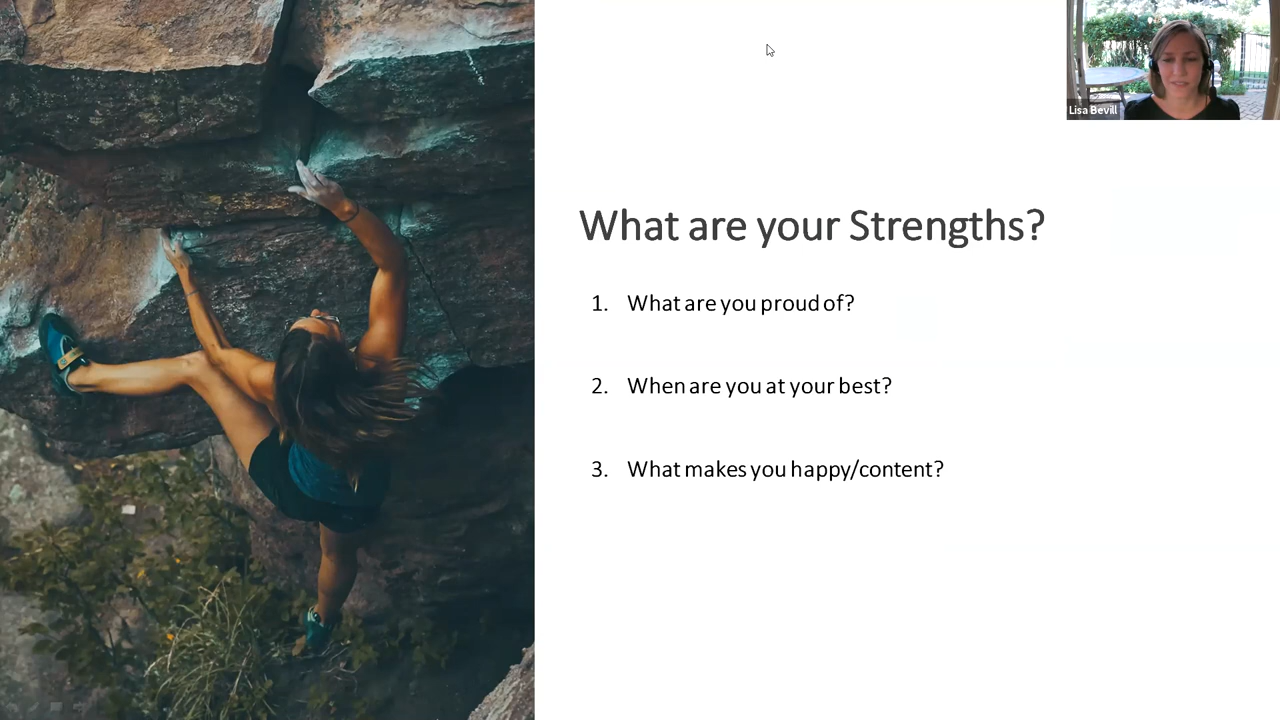 Lisa Bevill
What are your Strengths?
1. What are you proud of?
2. When are you at your best?
3. What makes you happy/content?